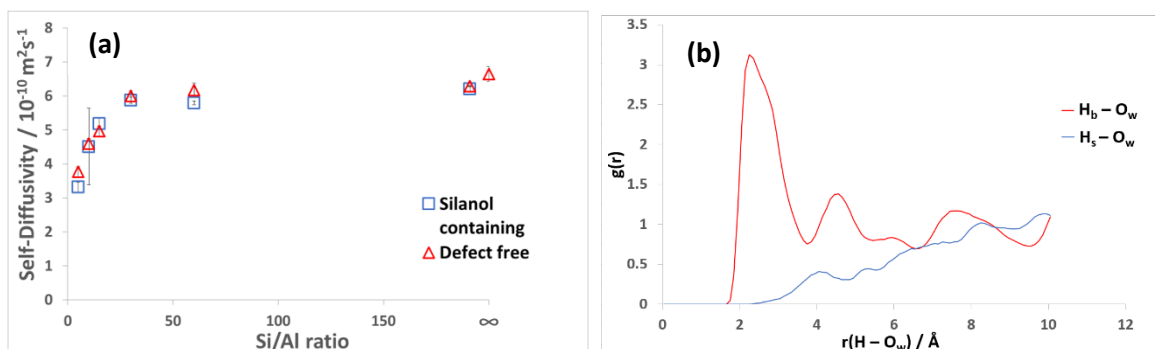 (a)
Self-Diffusivity / 10⁻¹⁰ m²s⁻¹
8
7
6
5
4
3
2
1
0
0
50
100
150
∞
Si/Al ratio
Silanol
containing
Defect free
(b)
g(r)
3.5
3
2.5
2
1.5
1
0.5
0
0
2
4
6
8
10
12
r(H – Ow) / Å
Hb – Ow
Hs – Ow